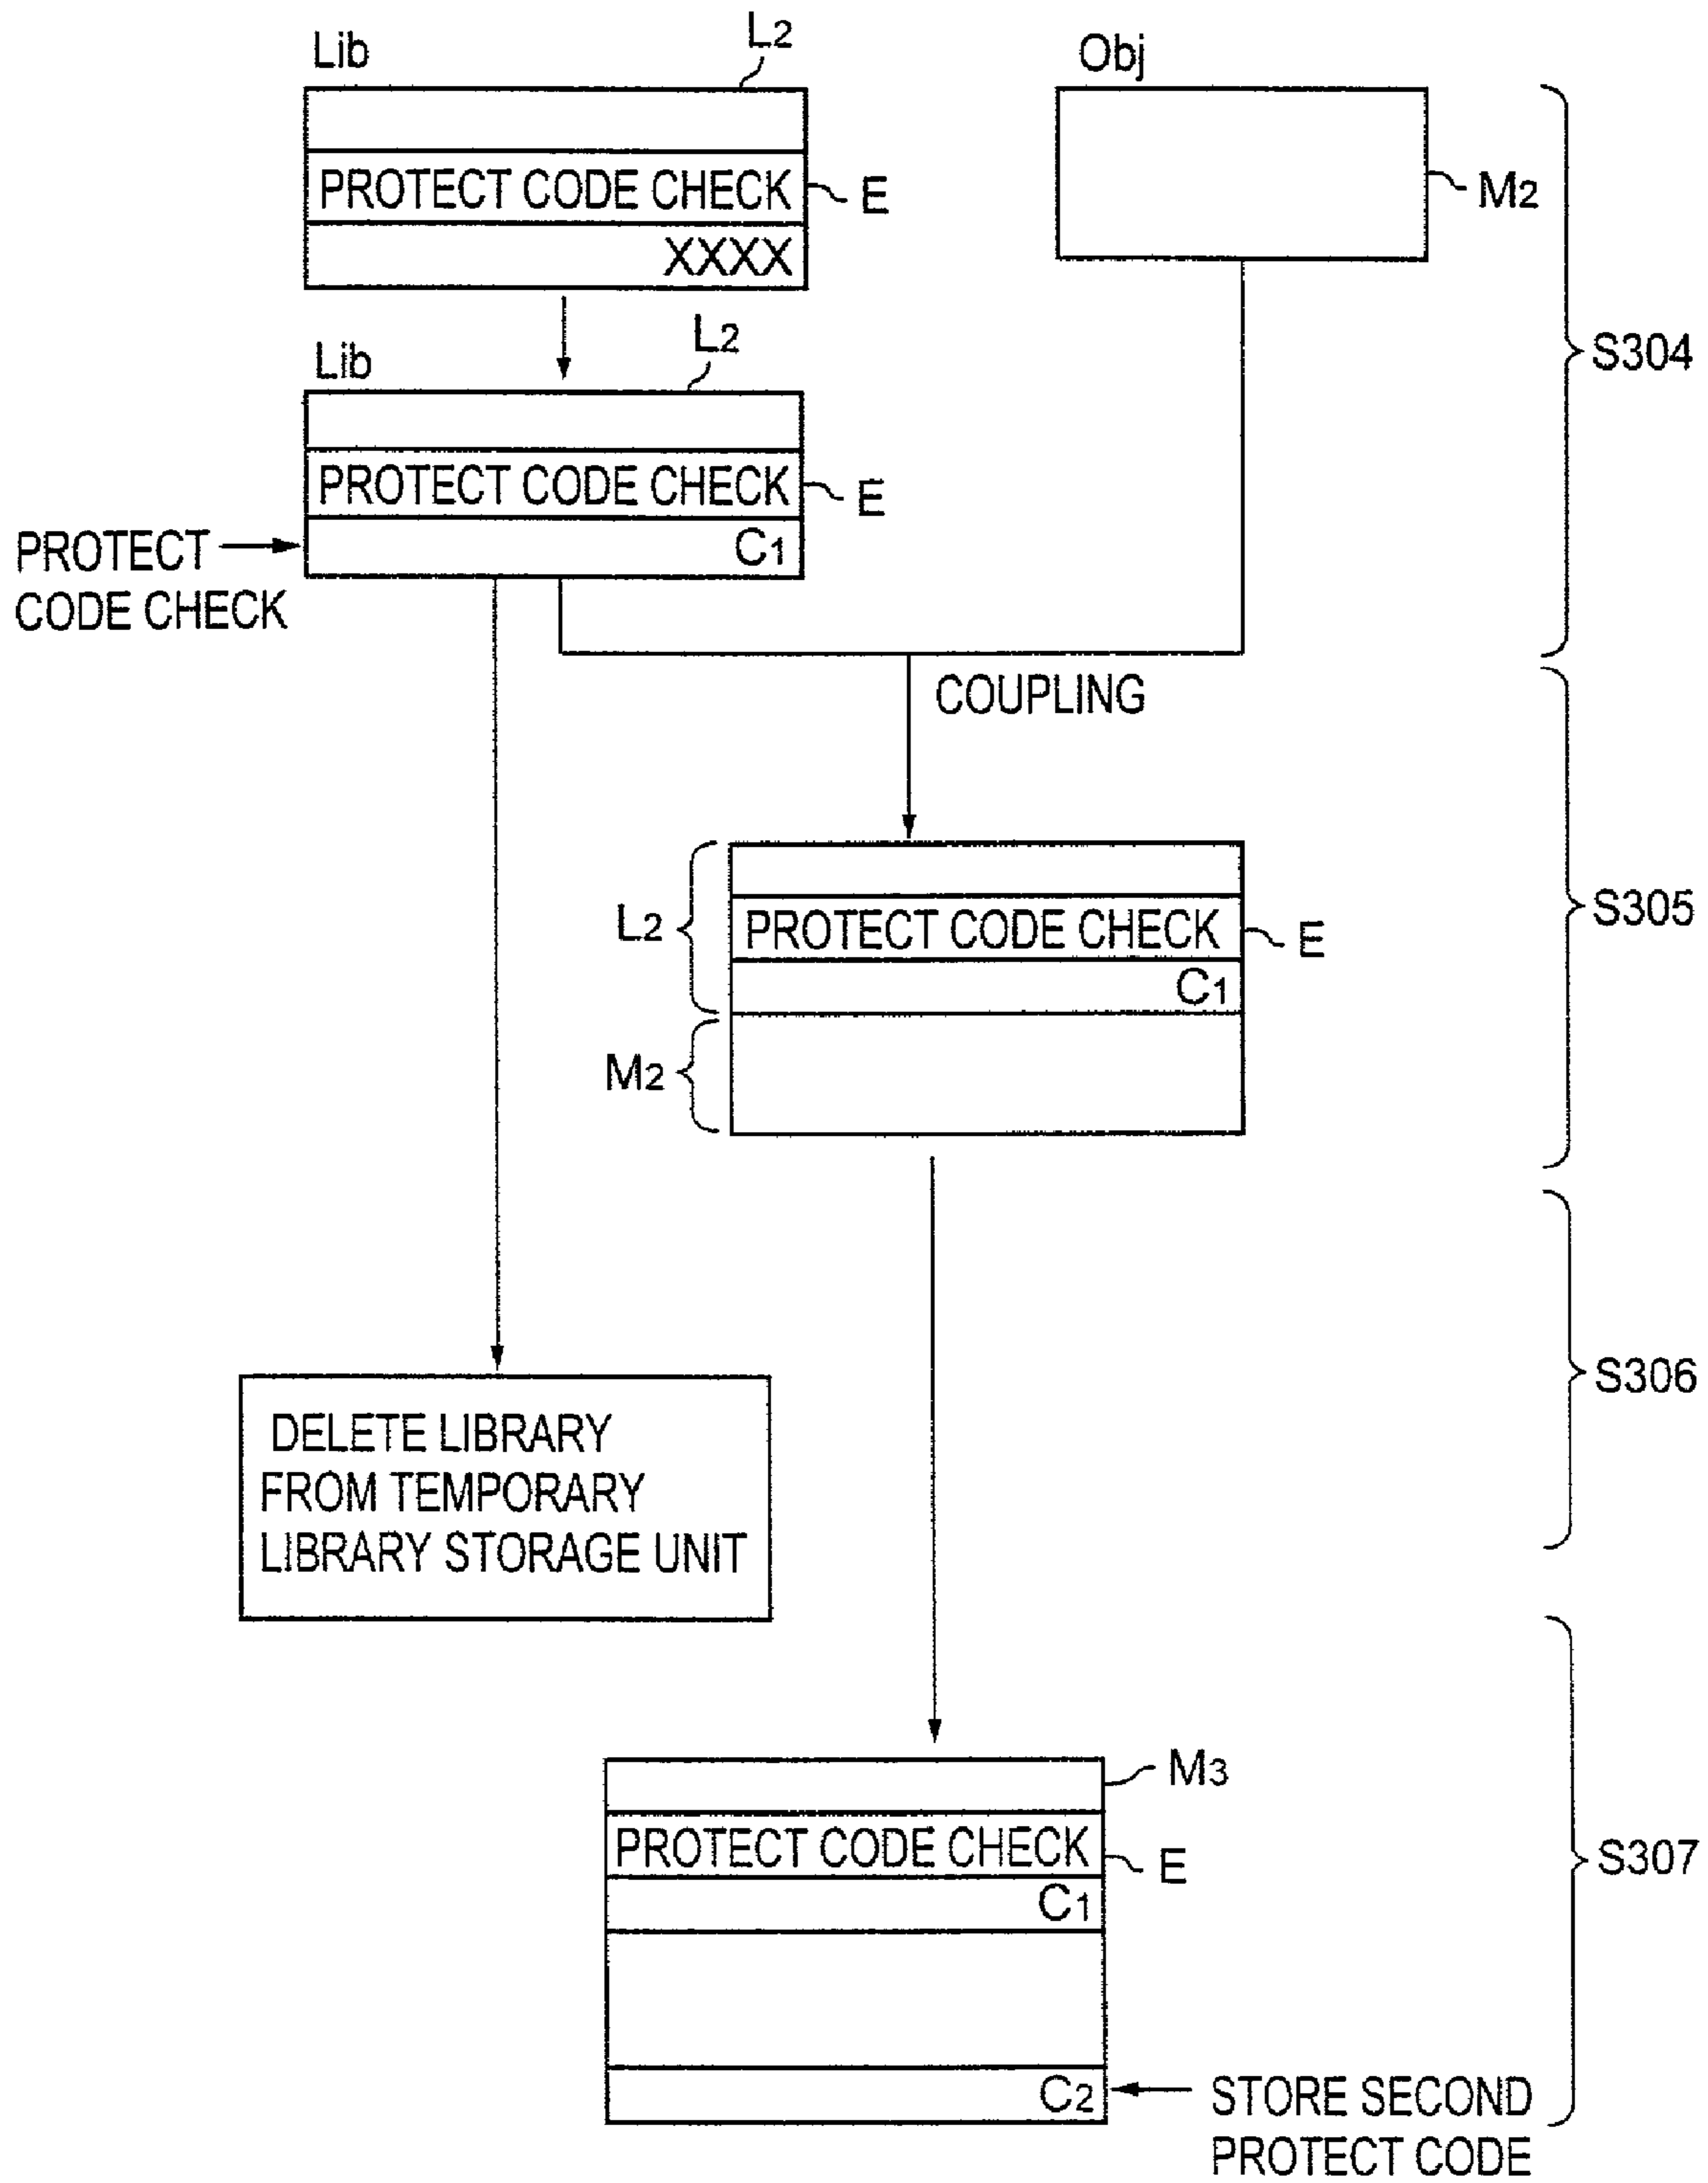 Lib
L2
Obj
PROTECT CODE CHECK
E
M2
XXXX
S304
Lib
L2
PROTECT CODE CHECK
E
PROTECT
CODE CHECK
C1
COUPLING
S305
L2
PROTECT CODE CHECK
E
C1
M2
S306
DELETE LIBRARY
FROM TEMPORARY
LIBRARY STORAGE UNIT
M3
PROTECT CODE CHECK
E
S307
C1
C2
STORE SECOND
PROTECT CODE